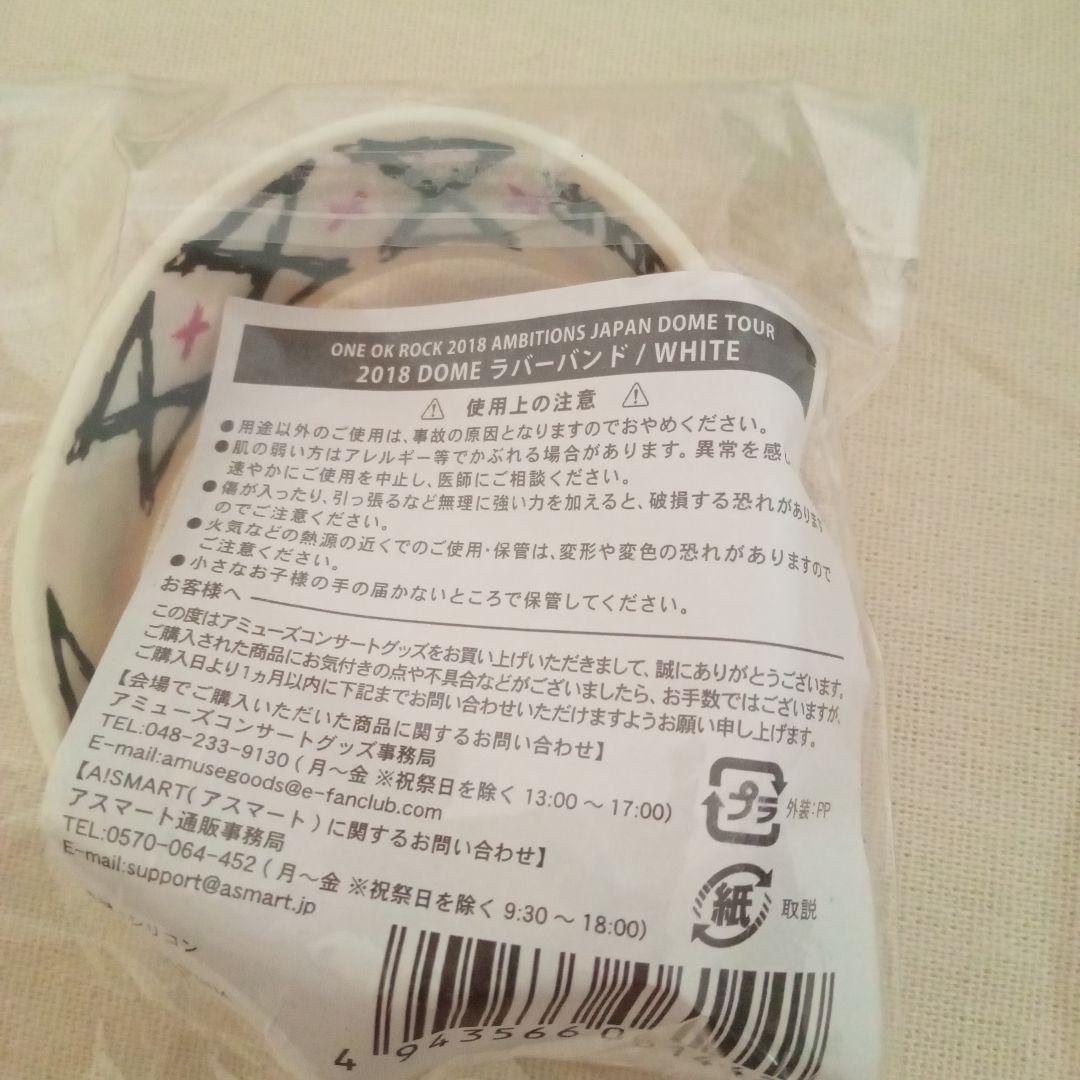 ONE OK ROCK 2018 AMBITIONS JAPAN DOME TOUR
2018 DOME ラバーバンド / WHITE
⚠ 使用上の注意 ⚠
●用途以外のご使用は、事故の原因となりますのでおやめください。
●肌の弱い方はアレルギー等でかぶれる場合があります。異常を感じ
速やかにご使用を中止し、医師にご相談ください。
●傷が入ったり、引っ張るなど無理に強い力を加えると、破損する恐れがあります
のでご注意ください。
●火気などの熱源の近くでのご使用・保管は、変形や変色の恐れがありますので
ご注意ください。
●小さなお子様の手の届かないところで保管してください。
お客様へ
この度はアミューズコンサートグッズをお買い上げいただきまして、誠にありがとうございます。
ご購入された商品にお気付きの点や不具合などがございましたら、お手数ではございますが、
ご購入日より1ヵ月以内に下記までお問い合わせいただけますようお願い申し上げます。
【会場でご購入いただいた商品に関するお問い合わせ】
アミューズコンサートグッズ事務局
TEL:048-233-9130 (月～金 ※祝祭日を除く 13:00 ～ 17:00)
E-mail:amusegoods@e-fanclub.com
【A!SMART(アスマート)に関するお問い合わせ】
アスマート通販事務局
TEL:0570-064-452 (月～金 ※祝祭日を除く 9:30 ～ 18:00)
E-mail:support@asmart.jp
プラ 外装:PP
紙 取説
シリコン
4 943566 0